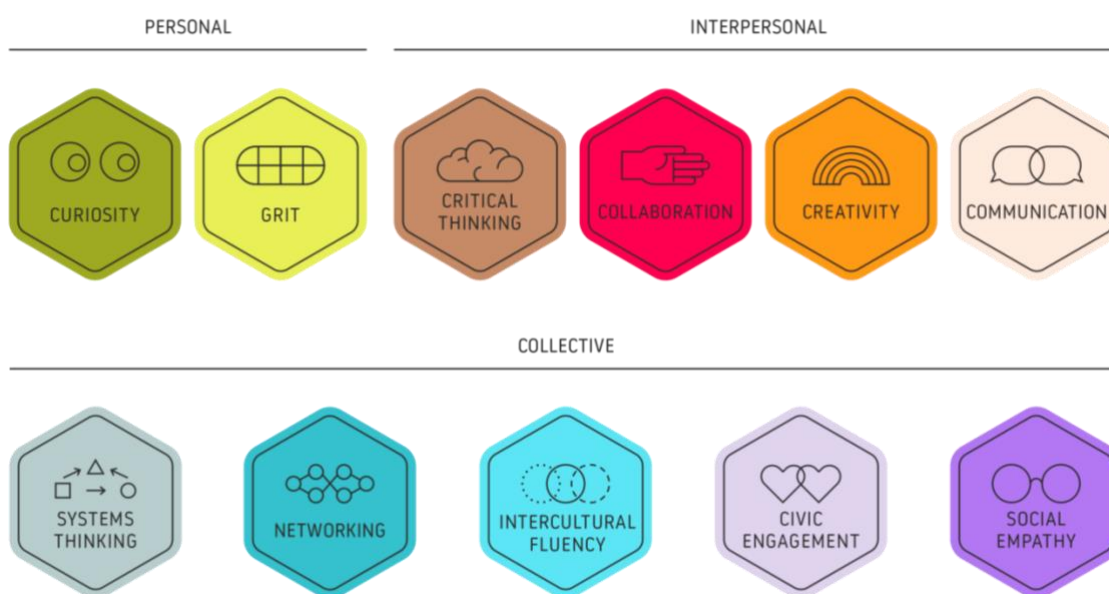 PERSONAL
INTERPERSONAL
CURIOSITY
GRIT
CRITICAL
THINKING
COLLABORATION
CREATIVITY
COMMUNICATION
COLLECTIVE
SYSTEMS
THINKING
NETWORKING
INTERCULTURAL
FLUENCY
CIVIC
ENGAGEMENT
SOCIAL
EMPATHY